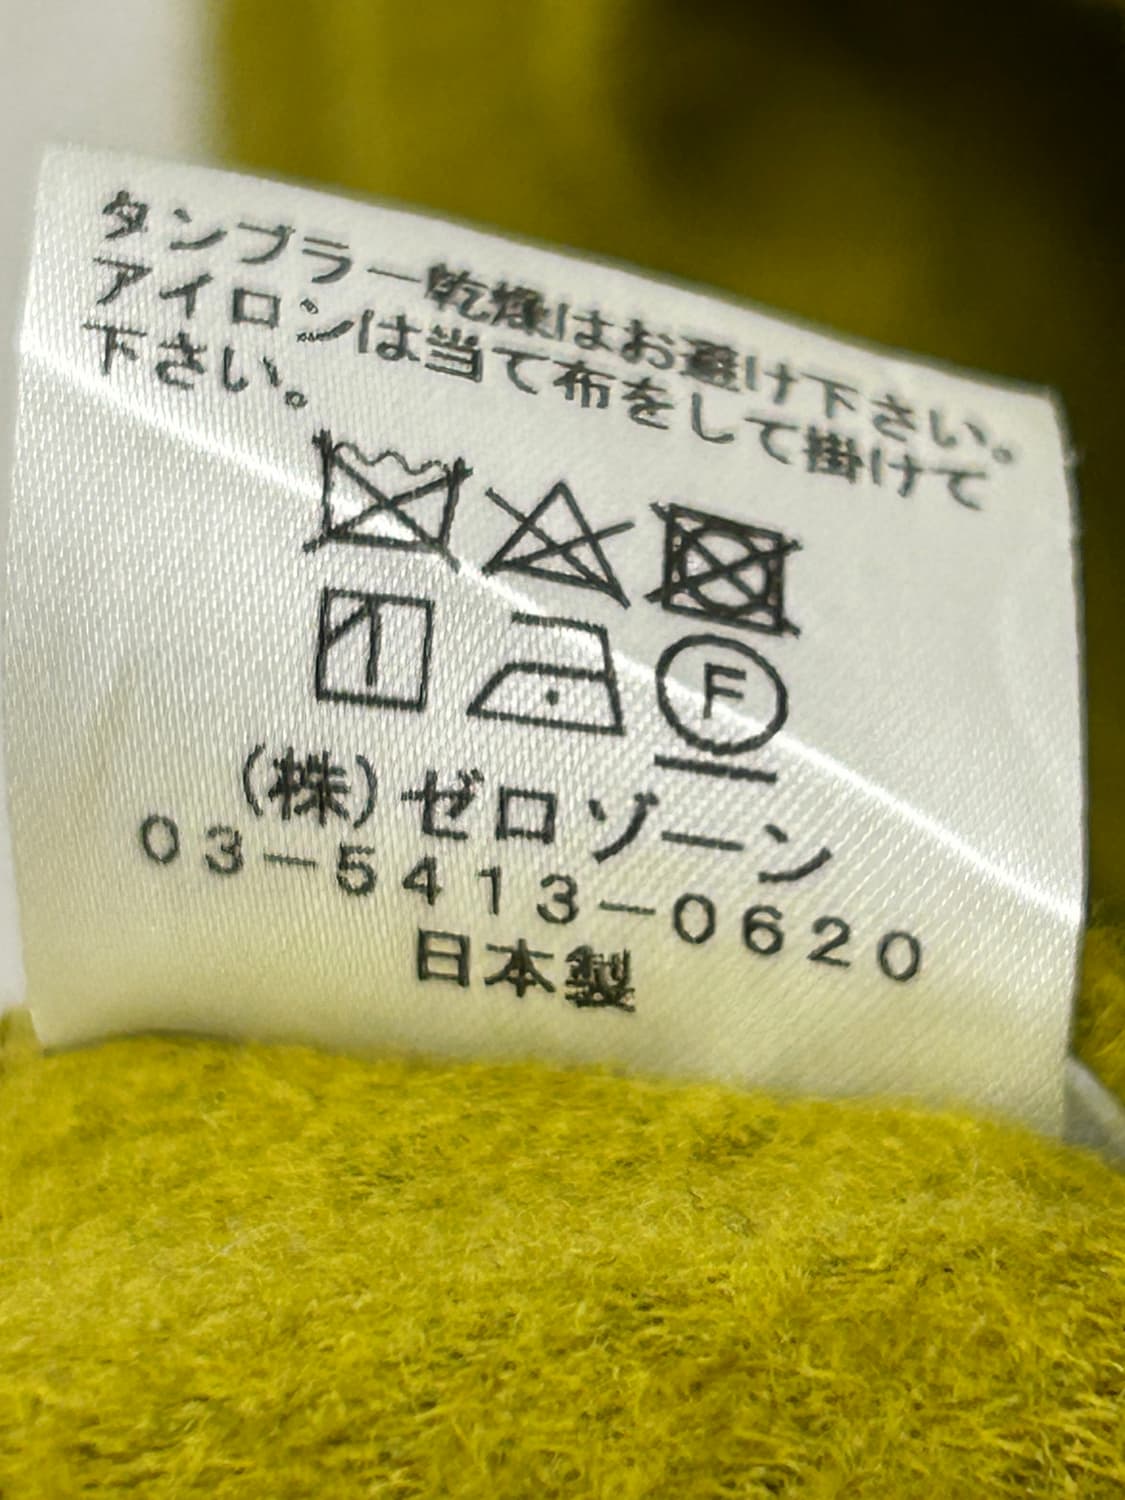 タンブラー乾燥はお避け下さい。
アイロンは当て布をして掛けて
下さい。
F
（株）ゼロゾーン
０３－５４１３－０６２０
日本製